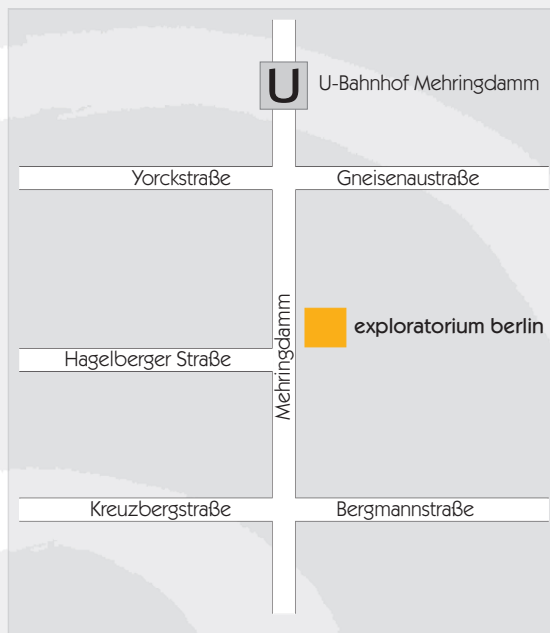 U
U-Bahnhof Mehringdamm
Yorckstraße
Gneisenaustraße
Mehringdamm
exploratorium berlin
Hagelberger Straße
Kreuzbergstraße
Bergmannstraße